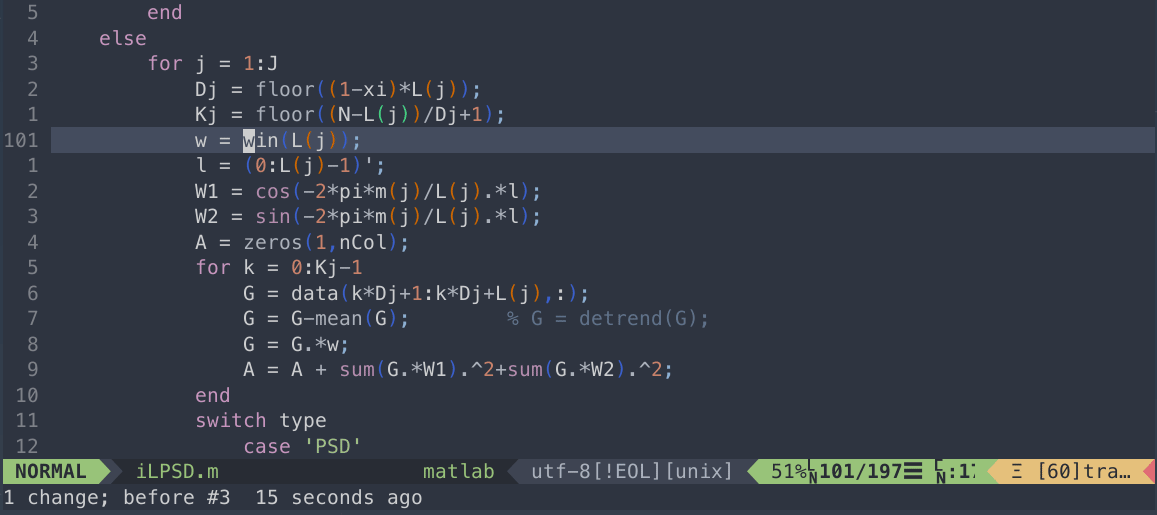 5         end
4     else
3         for j = 1:J
2             Dj = floor((1-xi)*L(j));
1             Kj = floor((N-L(j))/Dj+1);
101             w = win(L(j));
1             l = (0:L(j)-1)';
2             W1 = cos(-2*pi*m(j)/L(j).*l);
3             W2 = sin(-2*pi*m(j)/L(j).*l);
4             A = zeros(1,nCol);
5             for k = 0:Kj-1
6                 G = data(k*Dj+1:k*Dj+L(j),:);
7                 G = G-mean(G);        % G = detrend(G);
8                 G = G.*w;
9                 A = A + sum(G.*W1).^2+sum(G.*W2).^2;
10             end
11             switch type
12                 case 'PSD'
NORMAL iLPSD.m matlab utf-8[!EOL][unix] 51% 101/197☰ :17 Ξ [60]tra…
1 change; before #3  15 seconds ago